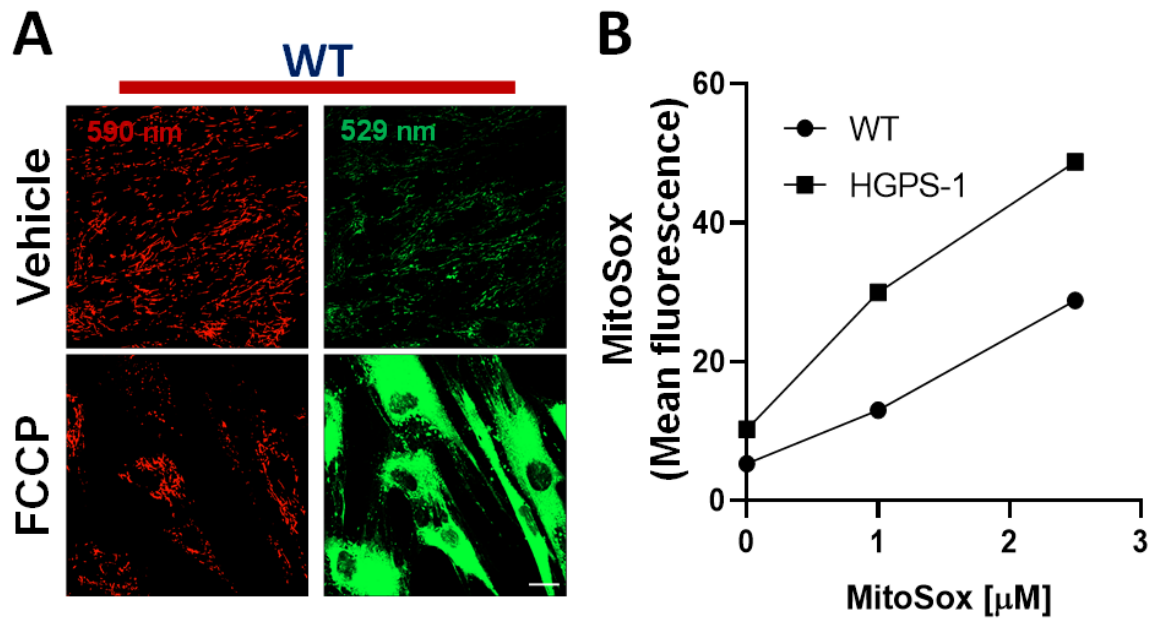 A
WT
590 nm
529 nm
Vehicle
FCCP
B
MitoSox
(Mean fluorescence)
60
40
20
0
WT
HGPS-1
0
1
2
3
MitoSox [μM]